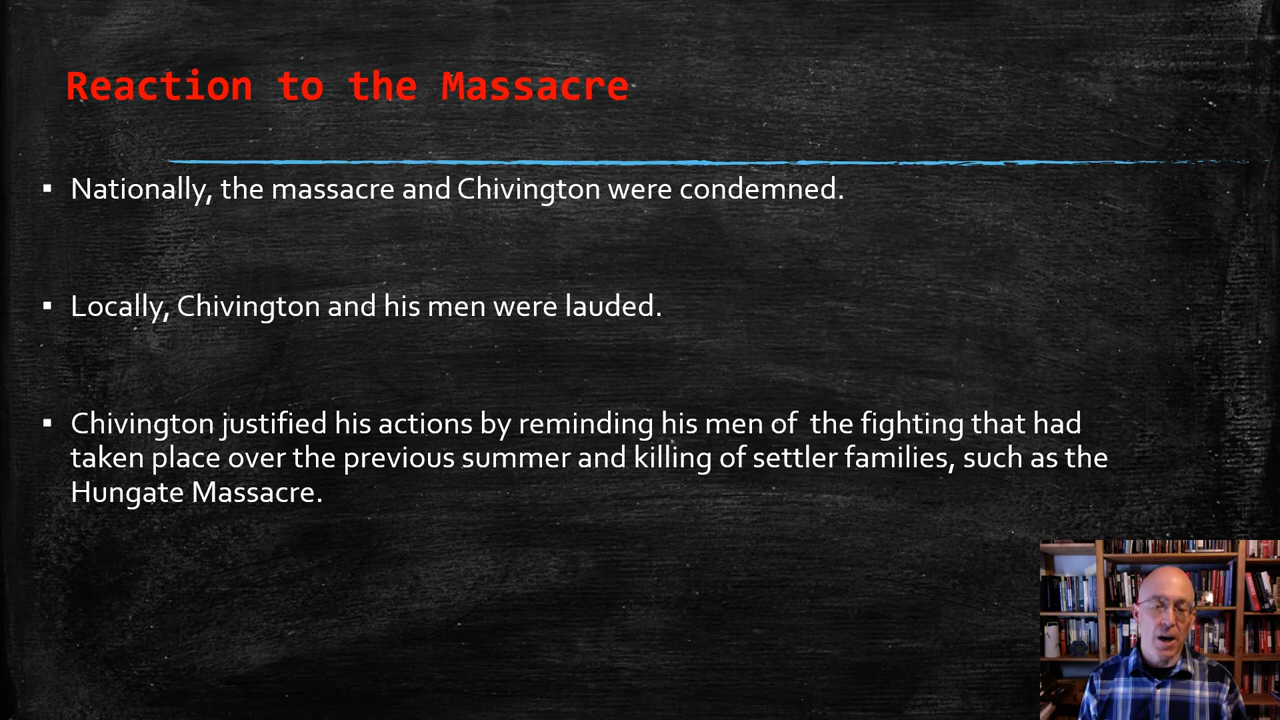 Reaction to the Massacre
▪ Nationally, the massacre and Chivington were condemned.
▪ Locally, Chivington and his men were lauded.
▪ Chivington justified his actions by reminding his men of  the fighting that had
taken place over the previous summer and killing of settler families, such as the
Hungate Massacre.